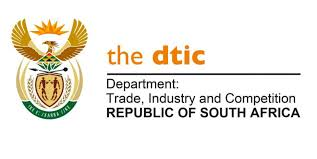 the dtic
Department:
Trade, Industry and Competition
REPUBLIC OF SOUTH AFRICA